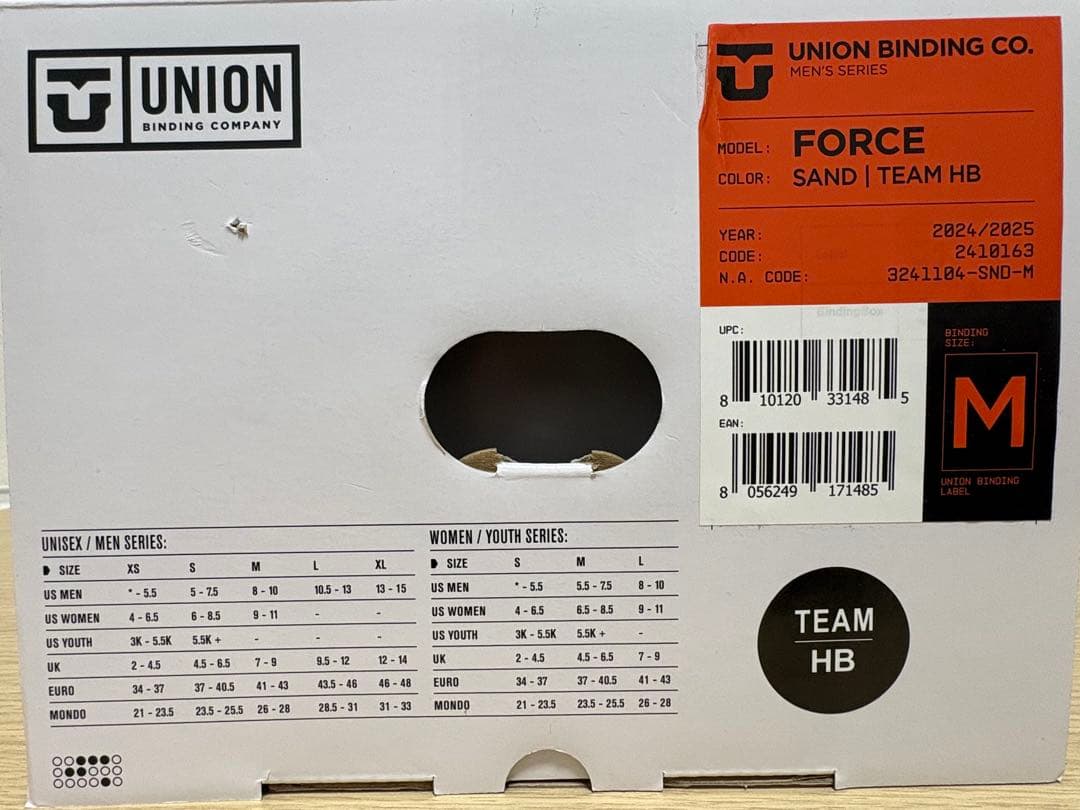 UNION
BINDING COMPANY
UNION BINDING CO.
MEN'S SERIES
MODEL: FORCE
COLOR: SAND | TEAM HB
YEAR: 2024/2025
CODE: 2410163
N.A. CODE: 3241104-SND-M
UPC:
8 10120 33148 5
EAN:
8 056249 171485
BINDING
SIZE:
M
UNION BINDING
LABEL
UNISEX / MEN SERIES:
SIZE XS S M L XL
US MEN * - 5.5 5 - 7.5 8 - 10 10.5 - 13 13 - 15
US WOMEN 4 - 6.5 6 - 8.5 9 - 11 - -
US YOUTH 3K - 5.5K 5.5K + - - -
UK 2 - 4.5 4.5 - 6.5 7 - 9 9.5 - 12 12 - 14
EURO 34 - 37 37 - 40.5 41 - 43 43.5 - 46 46 - 48
MONDO 21 - 23.5 23.5 - 25.5 26 - 28 28.5 - 31 31 - 33
WOMEN / YOUTH SERIES:
SIZE S M L
US MEN * - 5.5 5.5 - 7.5 8 - 10
US WOMEN 4 - 6.5 6.5 - 8.5 9 - 11
US YOUTH 3K - 5.5K 5.5K + -
UK 2 - 4.5 4.5 - 6.5 7 - 9
EURO 34 - 37 37 - 40.5 41 - 43
MONDO 21 - 23.5 23.5 - 25.5 26 - 28
TEAM
HB